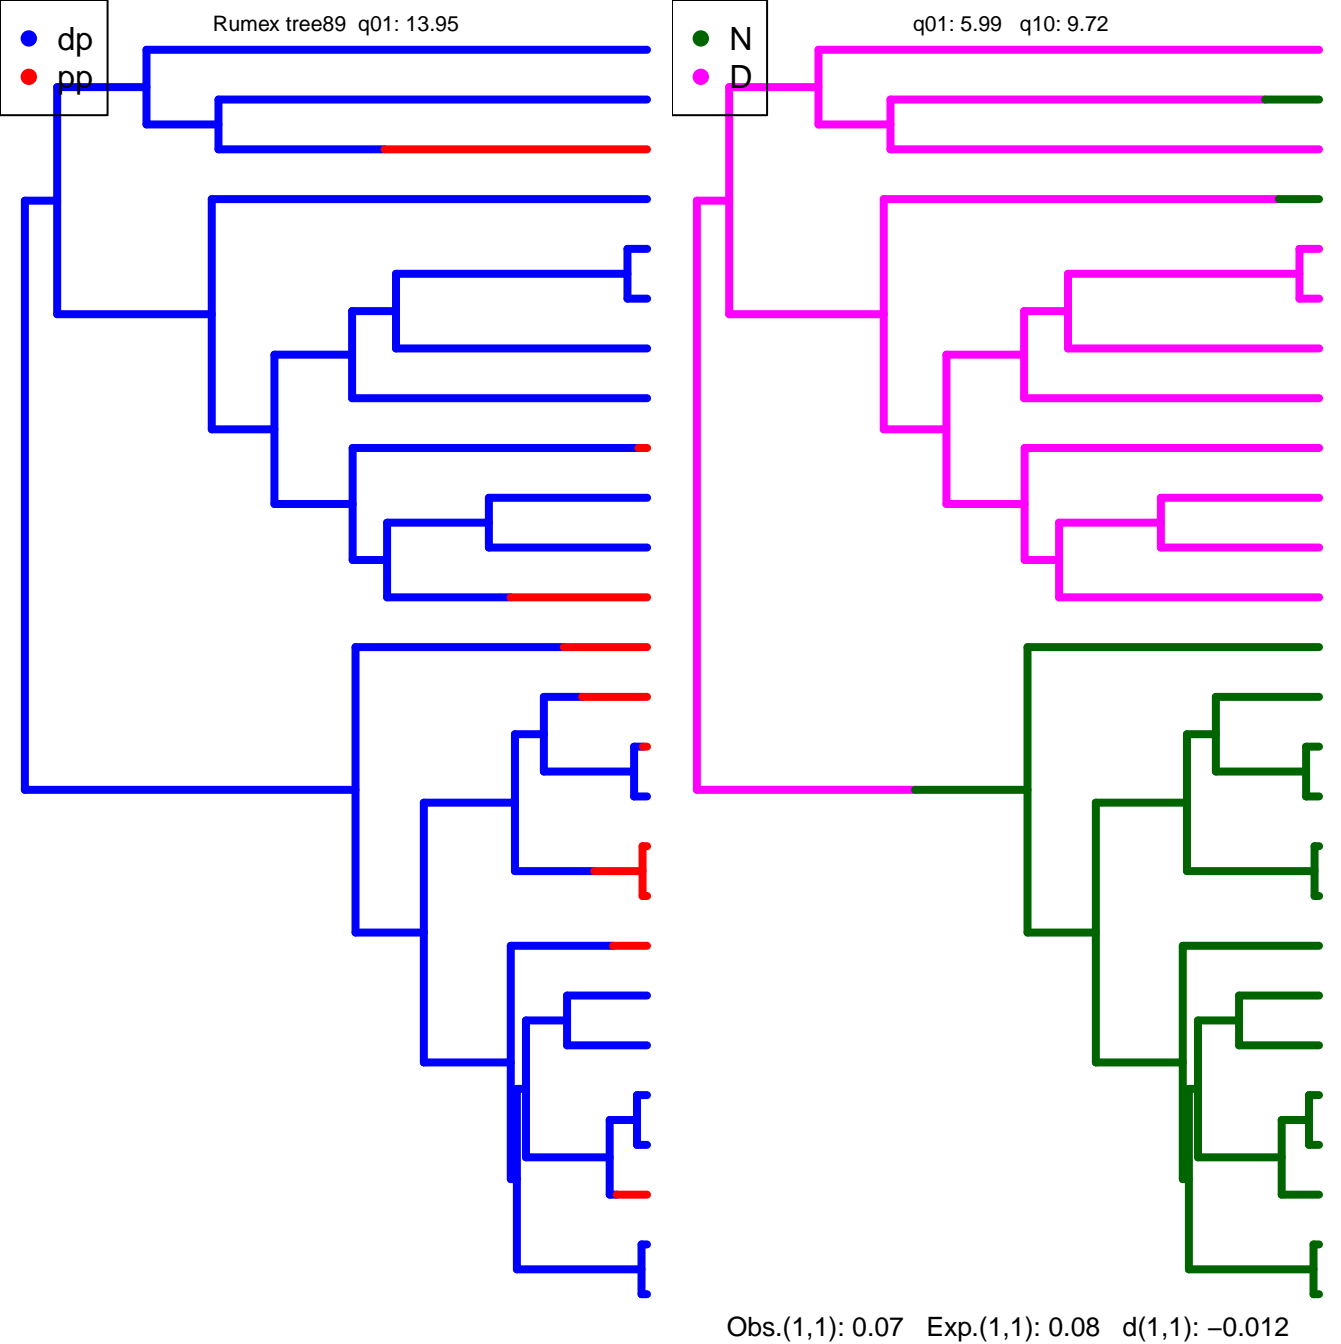 Rumex tree89  q01: 13.95
dp
pp
q01: 5.99   q10: 9.72
N
D
Obs.(1,1): 0.07   Exp.(1,1): 0.08   d(1,1): −0.012